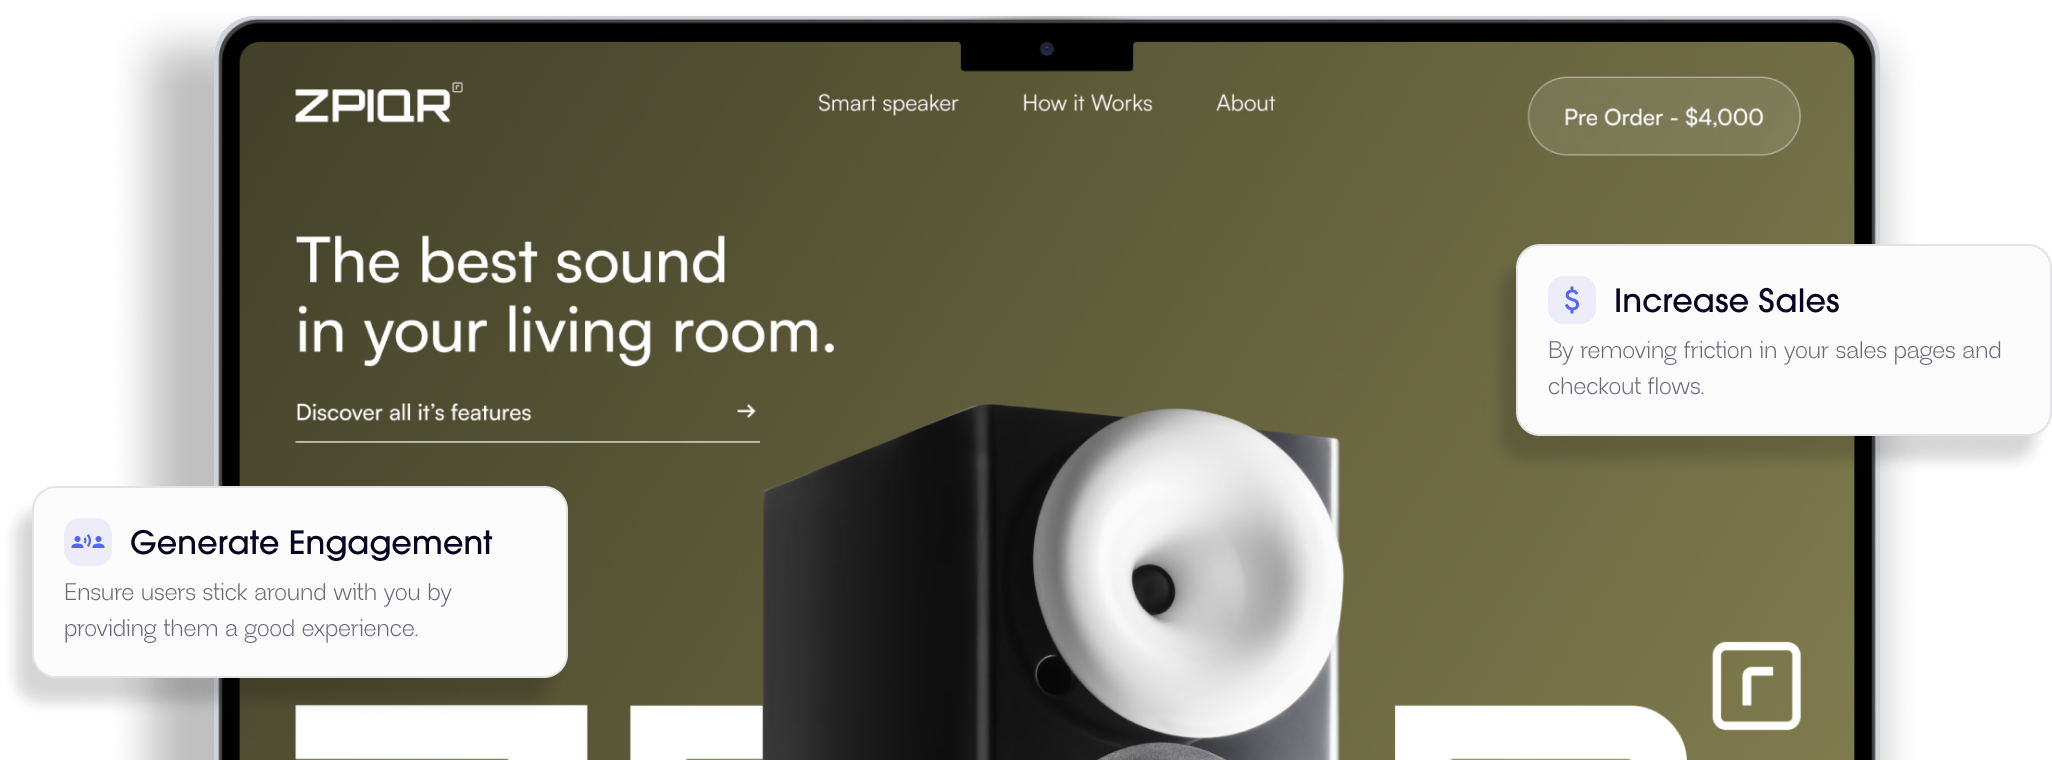 ZPIQR
Smart speaker
How it Works
About
Pre Order - $4,000
The best sound
in your living room.
Discover all it’s features →
$ Increase Sales
By removing friction in your sales pages and
checkout flows.
Generate Engagement
Ensure users stick around with you by
providing them a good experience.
r